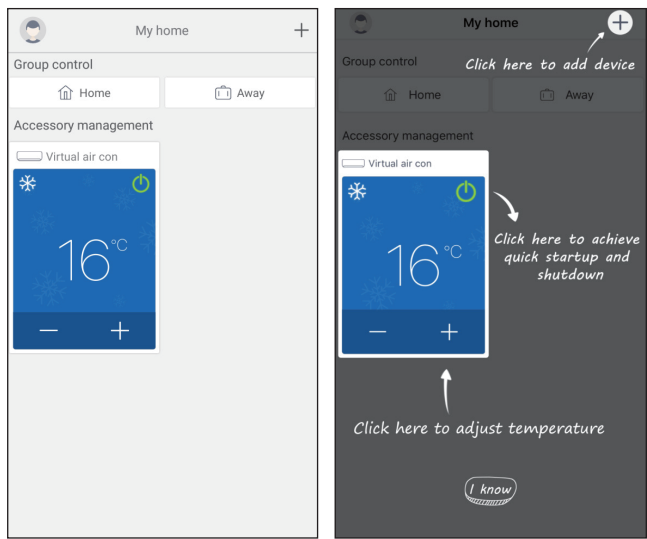 My home +
Group control
Home Away
Accessory management
Virtual air con
16°C
− +
My home +
Click here to add device
Group control
Home Away
Accessory management
Virtual air con
16°C
Click here to achieve
quick startup and
shutdown
− +
Click here to adjust temperature
I know